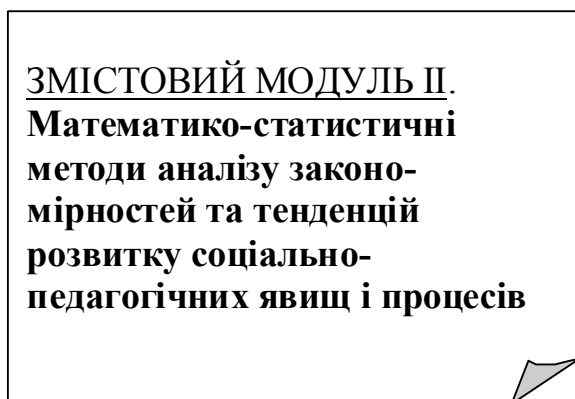 ЗМІСТОВИЙ МОДУЛЬ ІІ.
Математико-статистичні
методи аналізу законо-
мірностей та тенденцій
розвитку соціально-
педагогічних явищ і процесів